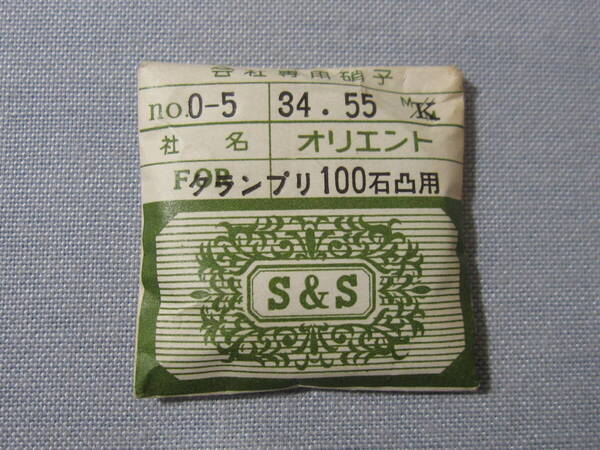 会社専用硝子
no.0-5 34.55 MK
社名 オリエント
FOR グランプリ100石凸用
S&S